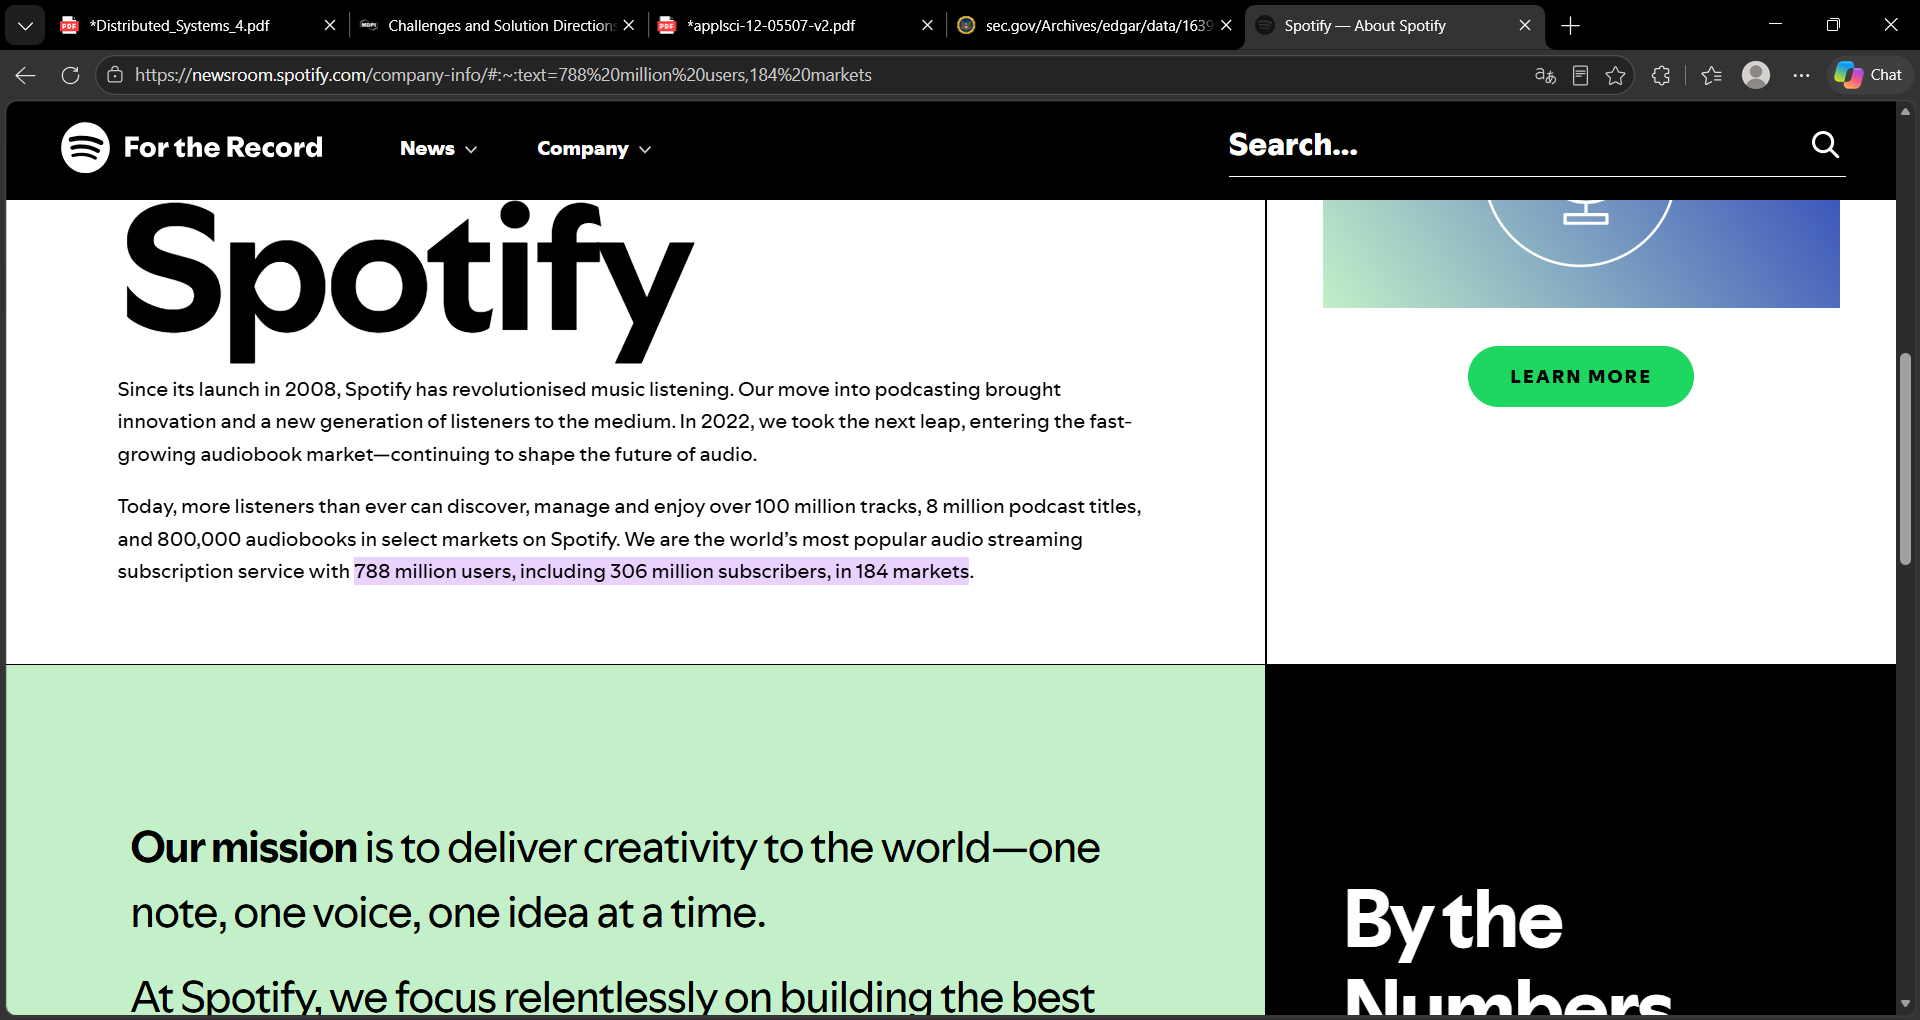 *Distributed_Systems_4.pdf
Challenges and Solution Directions
*applsci-12-05507-v2.pdf
sec.gov/Archives/edgar/data/1639
Spotify — About Spotify
https://newsroom.spotify.com/company-info/#:~:text=788%20million%20users,184%20markets
Chat
For the Record
News
Company
Search...
Spotify
Since its launch in 2008, Spotify has revolutionised music listening. Our move into podcasting brought
innovation and a new generation of listeners to the medium. In 2022, we took the next leap, entering the fast-
growing audiobook market—continuing to shape the future of audio.
Today, more listeners than ever can discover, manage and enjoy over 100 million tracks, 8 million podcast titles,
and 800,000 audiobooks in select markets on Spotify. We are the world’s most popular audio streaming
subscription service with 788 million users, including 306 million subscribers, in 184 markets.
LEARN MORE
Our mission is to deliver creativity to the world—one
note, one voice, one idea at a time.
At Spotify, we focus relentlessly on building the best
By the
Numbers